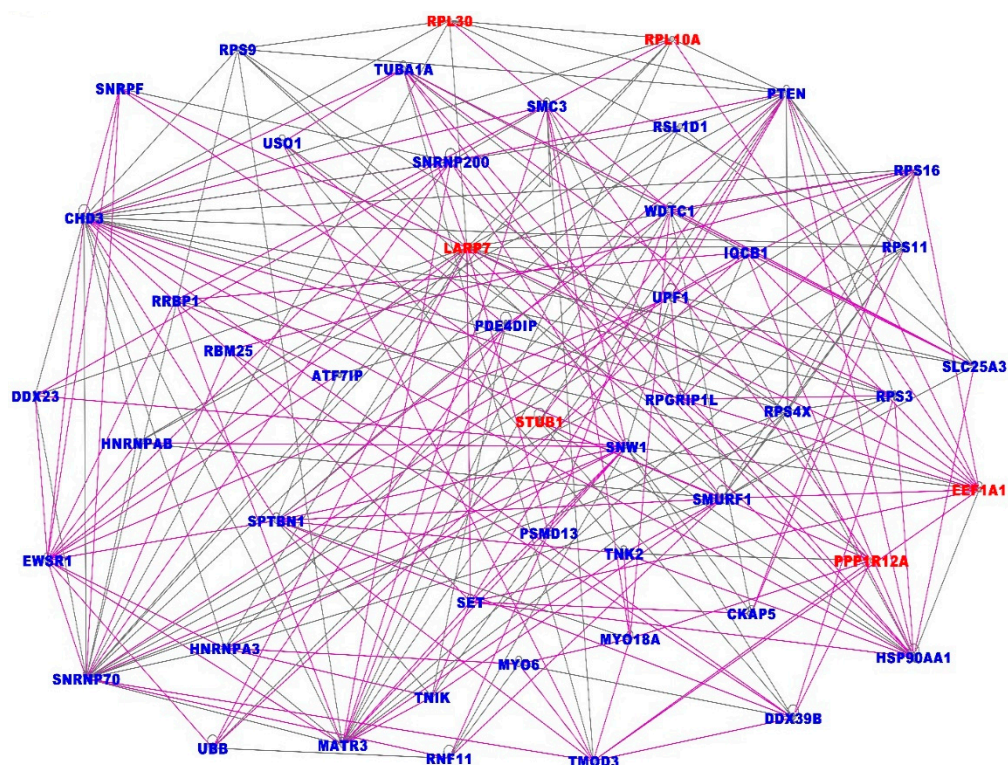 RPL30
RPL10A
RPS9
TUBA1A
SNRPF
SMC3
PTEN
RSL1D1
USO1
SNRNP200
RPS16
CHD3
WDTC1
LARP7
IQCB1
RPS11
RRBP1
UPF1
PDE4DIP
RBM25
ATF7IP
SLC25A3
DDX23
RPGRIP1L
RPS3
RPS4X
STUB1
HNRNPAB
SNW1
EEF1A1
SMURF1
SPTBN1
PSMD13
EWSR1
TNK2
PPP1R12A
SET
CKAP5
MYO18A
HNRNPA3
HSP90AA1
MYO6
SNRNP70
TNIK
DDX39B
UBB
MATR3
RNF11
TMOD3